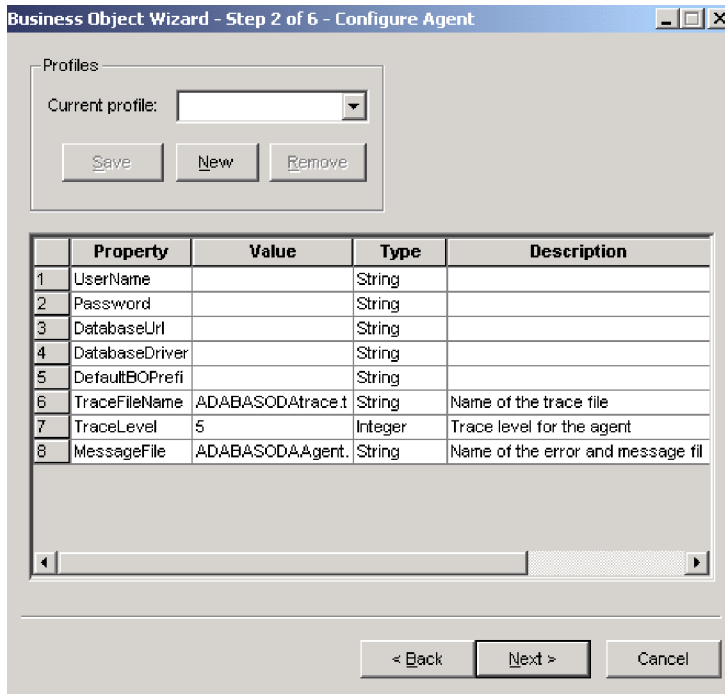 Business Object Wizard - Step 2 of 6 - Configure Agent
Profiles
Current profile:
Save New Remove
Property Value Type Description
1 UserName String
2 Password String
3 DatabaseUrl String
4 DatabaseDriver String
5 DefaultBOPrefi String
6 TraceFileName ADABASODAtrace.t String Name of the trace file
7 TraceLevel 5 Integer Trace level for the agent
8 MessageFile ADABASODAAgent. String Name of the error and message fil
< Back Next > Cancel